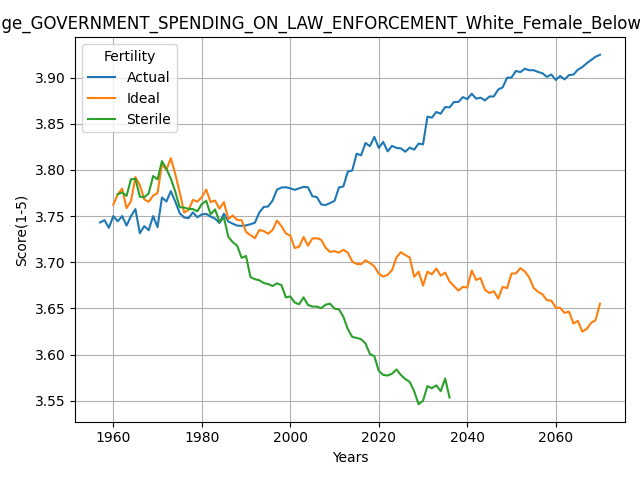 ge_GOVERNMENT_SPENDING_ON_LAW_ENFORCEMENT_White_Female_Below
Fertility
Actual
Ideal
Sterile
Score(1-5)
3.90
3.85
3.80
3.75
3.70
3.65
3.60
3.55
1960 1980 2000 2020 2040 2060
Years